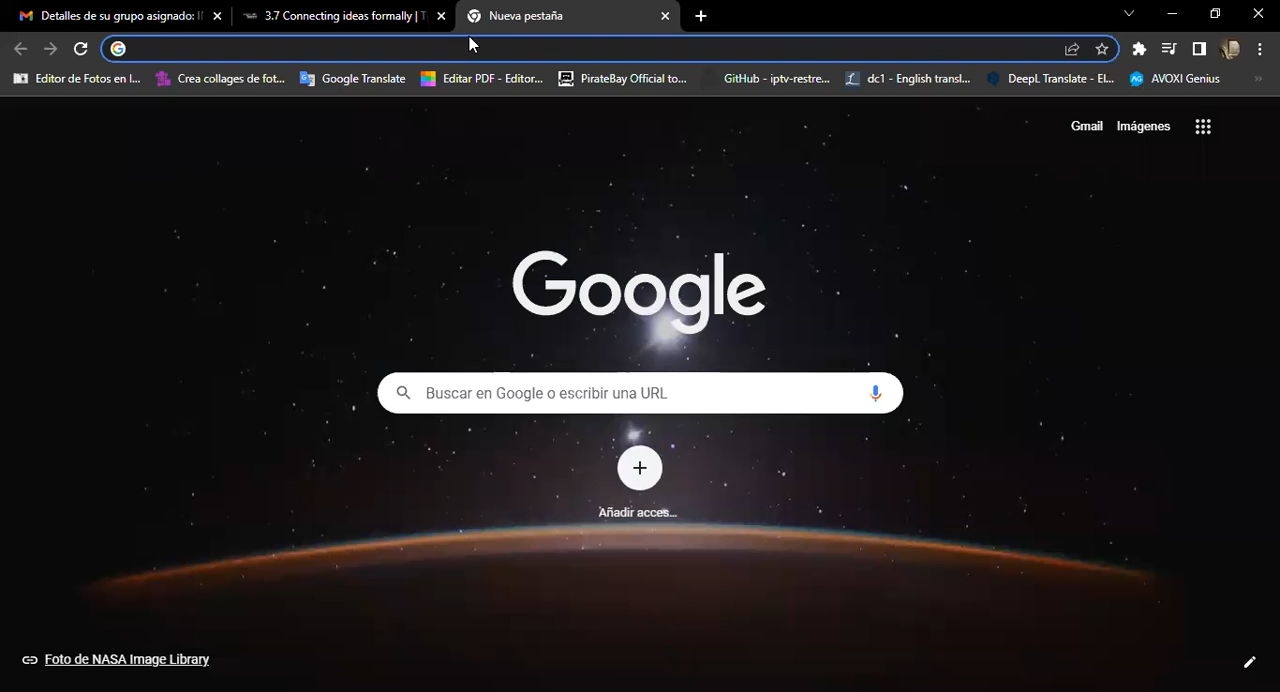 Detalles de su grupo asignado:
3.7 Connecting ideas formally |
Nueva pestaña
Editor de Fotos en l...
Crea collages de fot...
Google Translate
Editar PDF - Editor...
PirateBay Official to...
GitHub - iptv-restre...
dc1 - English transl...
DeepL Translate - El...
AVOXI Genius
Gmail
Imágenes
Google
Buscar en Google o escribir una URL
Añadir acces...
Foto de NASA Image Library